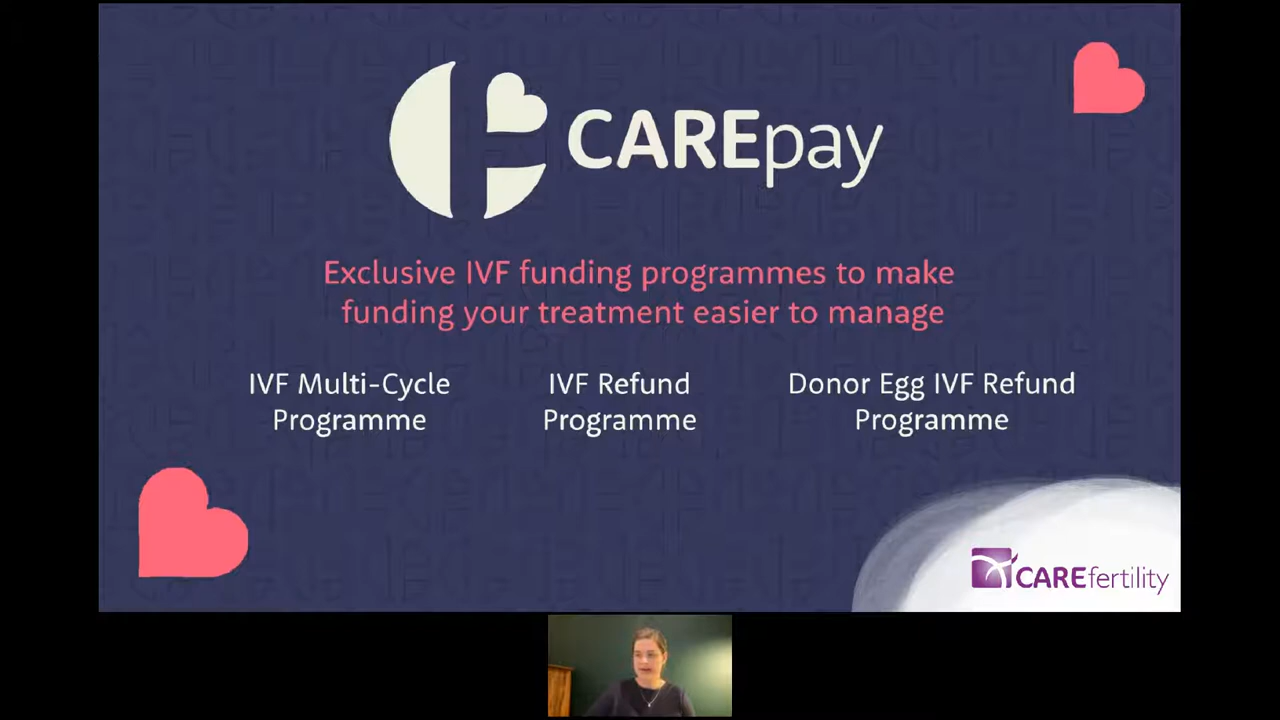 CAREpay
Exclusive IVF funding programmes to make
funding your treatment easier to manage
IVF Multi-Cycle
Programme
IVF Refund
Programme
Donor Egg IVF Refund
Programme
CAREfertility